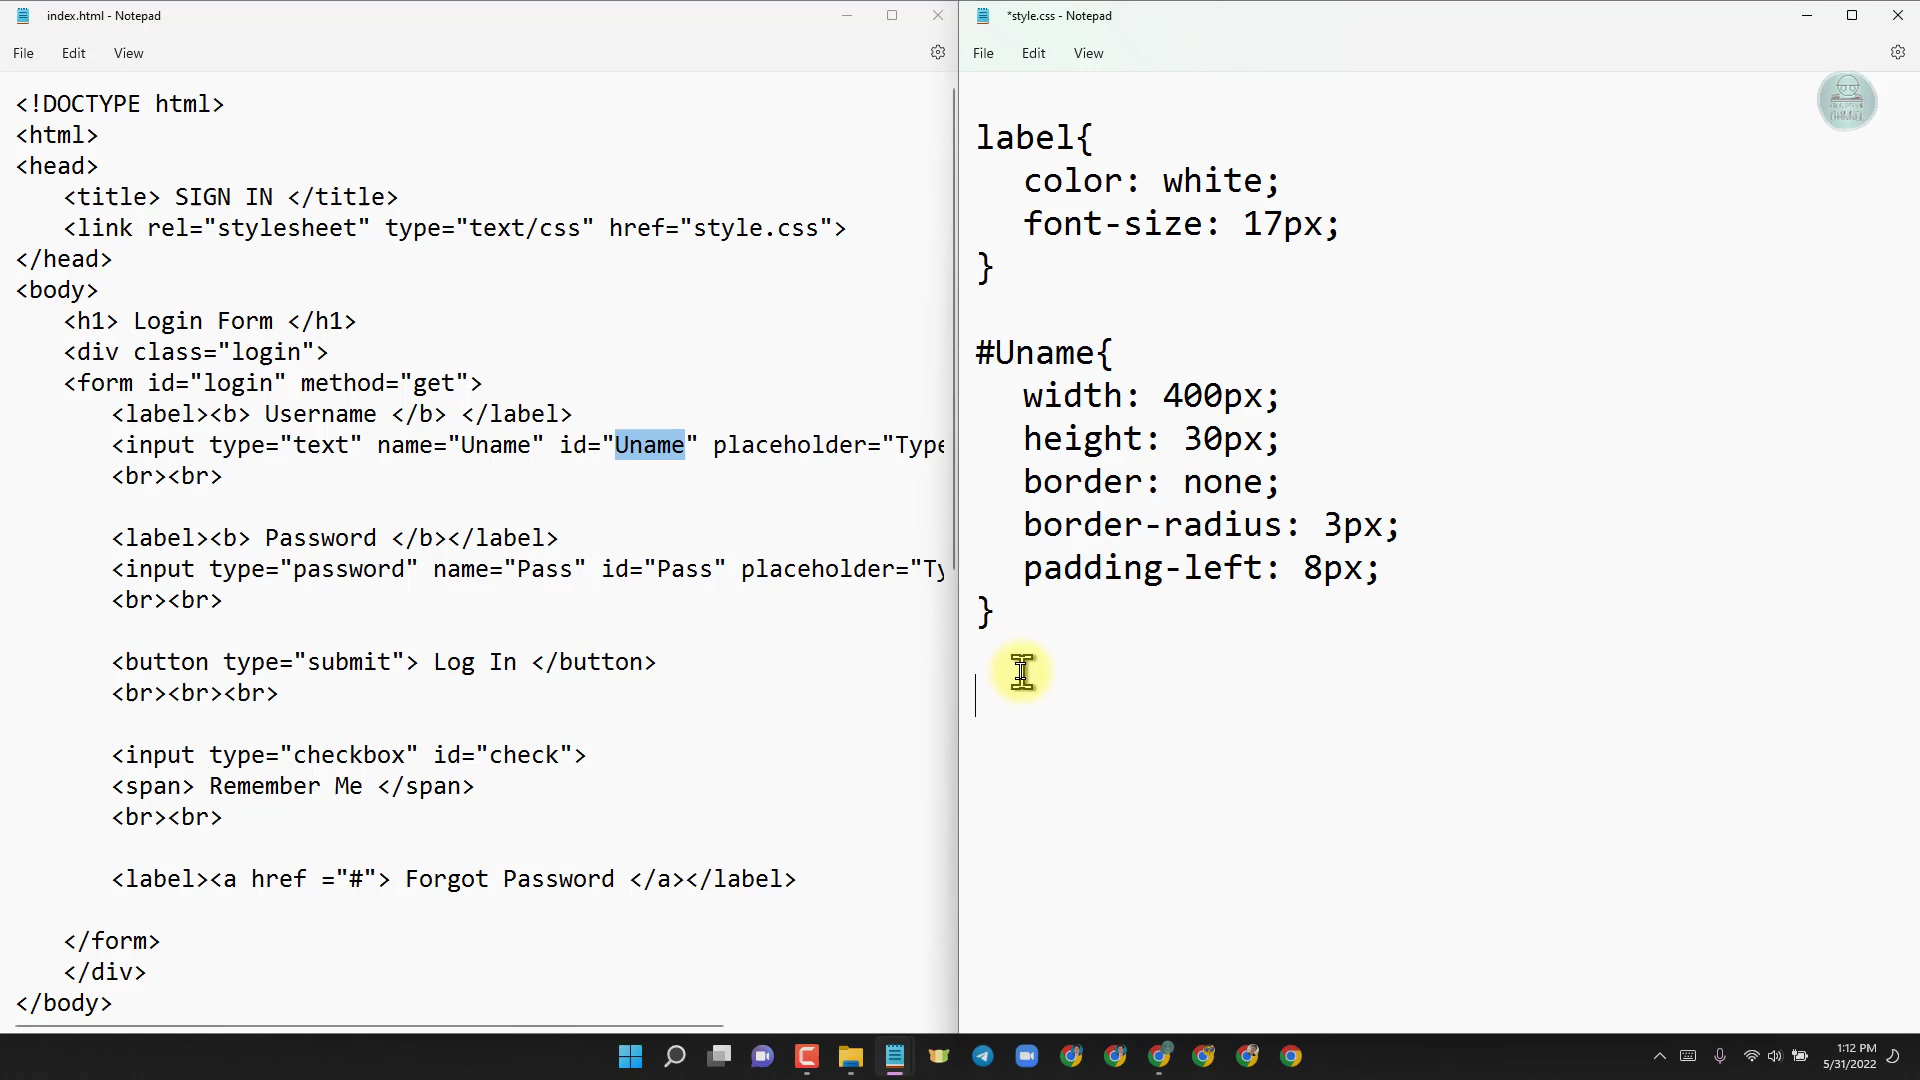 index.html - Notepad
File Edit View
<!DOCTYPE html>
<html>
<head>
<title> SIGN IN </title>
<link rel="stylesheet" type="text/css" href="style.css">
</head>
<body>
<h1> Login Form </h1>
<div class="login">
<form id="login" method="get">
<label><b> Username </b> </label>
<input type="text" name="Uname" id="Uname" placeholder="Type
<br><br>
<label><b> Password </b></label>
<input type="password" name="Pass" id="Pass" placeholder="Ty
<br><br>
<button type="submit"> Log In </button>
<br><br><br>
<input type="checkbox" id="check">
<span> Remember Me </span>
<br><br>
<label><a href ="#"> Forgot Password </a></label>
</form>
</div>
</body>
*style.css - Notepad
File Edit View
label{
color: white;
font-size: 17px;
}
#Uname{
width: 400px;
height: 30px;
border: none;
border-radius: 3px;
padding-left: 8px;
}
1:12 PM
5/31/2022